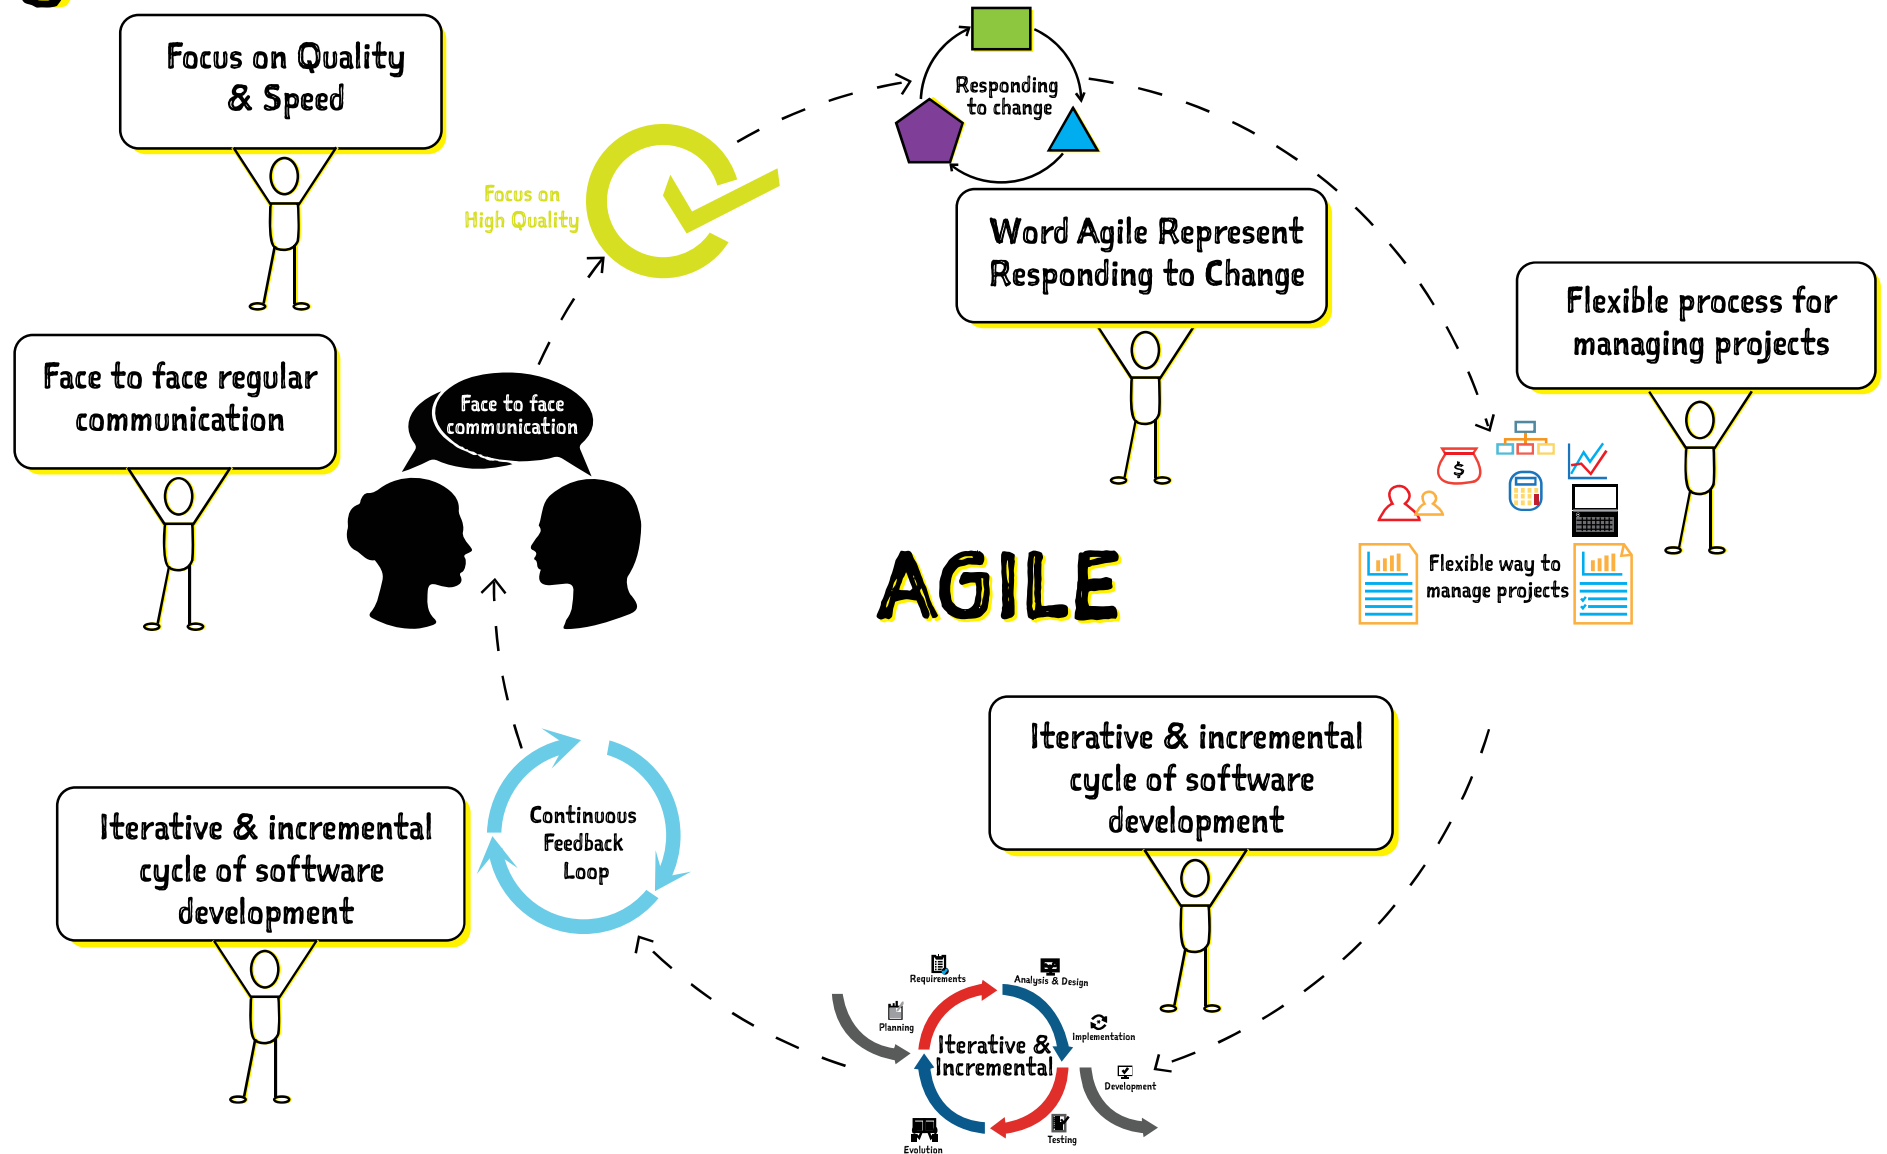 Focus on Quality
& Speed
Responding
to change
Focus on
High Quality
Word Agile Represent
Responding to Change
Flexible process for
managing projects
Face to face regular
communication
Face to face
communication
$
Flexible way to
manage projects
AGILE
Iterative & incremental
cycle of software
development
Iterative & incremental
cycle of software
development
Continuous
Feedback
Loop
Requirements
Analysis & Design
Planning
Implementation
Iterative &
Incremental
Development
Testing
Evolution